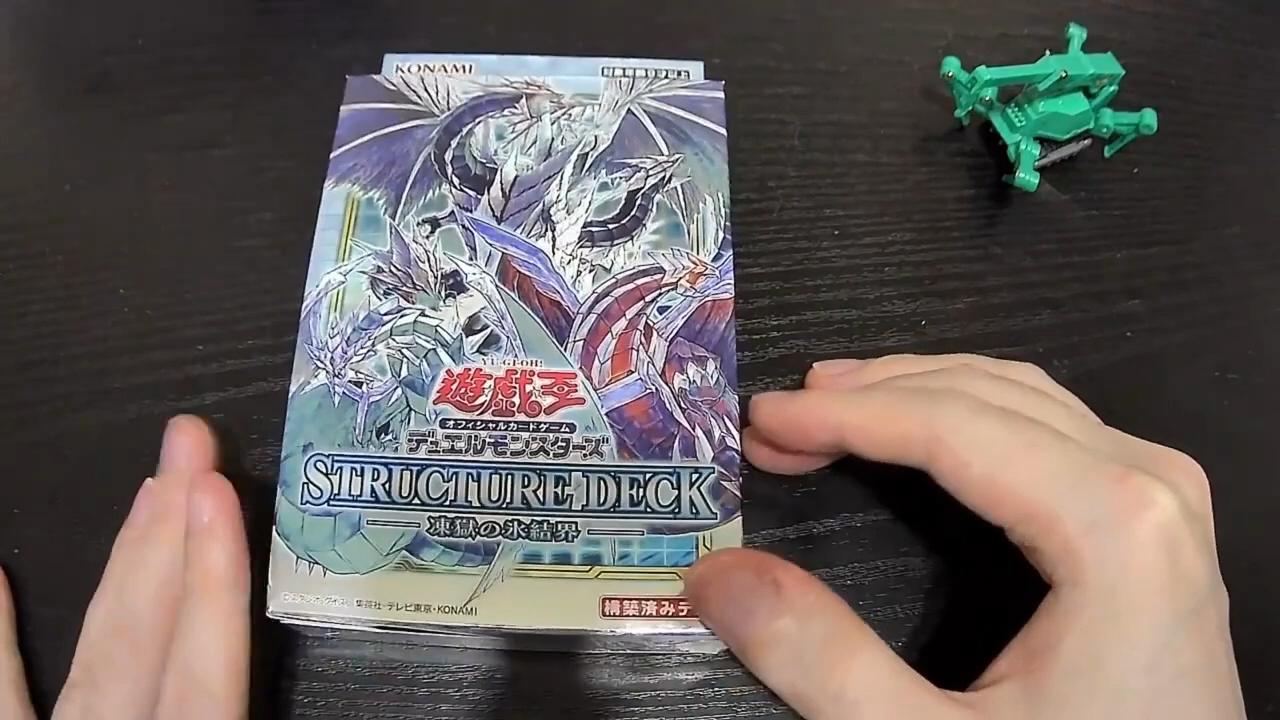 KONAMI
YU-GI-OH!
遊戯王
オフィシャルカードゲーム
デュエルモンスターズ
STRUCTURE DECK
凍獄の氷結界
集英社・テレビ東京・KONAMI
構築済みデ